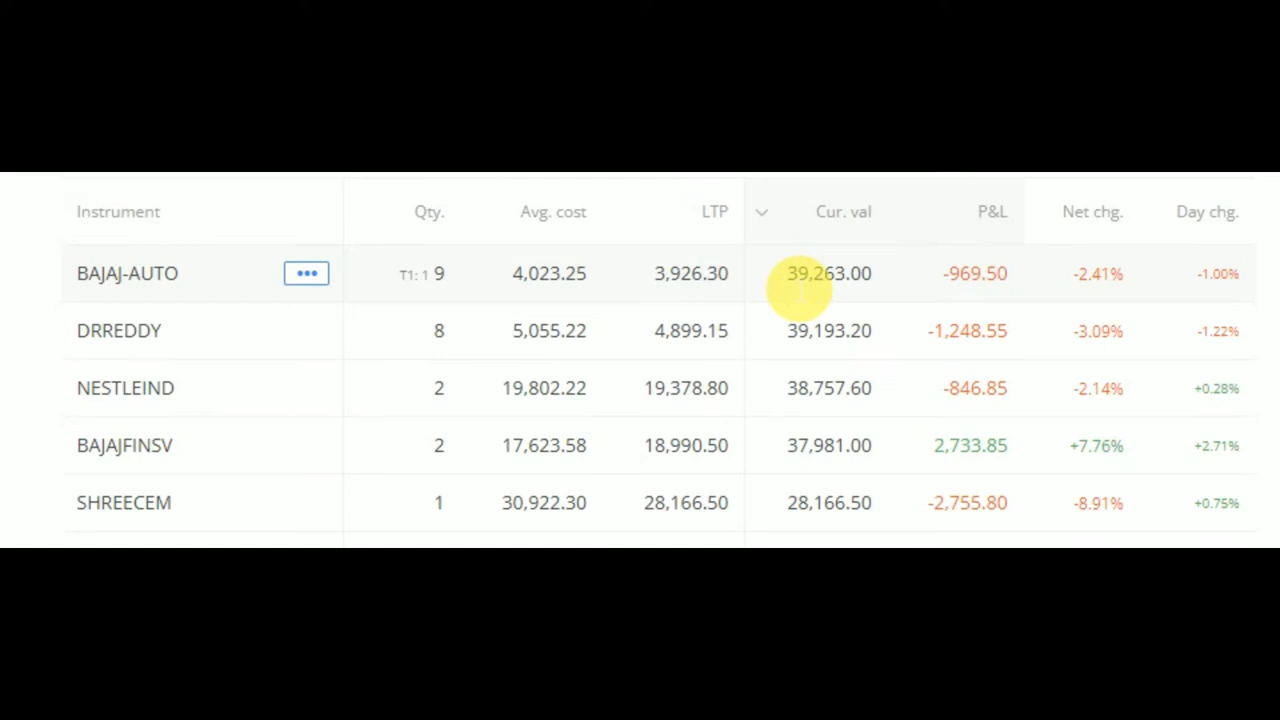 Instrument Qty. Avg. cost LTP Cur. val P&L Net chg. Day chg.
BAJAJ-AUTO T1: 1 9 4,023.25 3,926.30 39,263.00 -969.50 -2.41% -1.00%
DRREDDY 8 5,055.22 4,899.15 39,193.20 -1,248.55 -3.09% -1.22%
NESTLEIND 2 19,802.22 19,378.80 38,757.60 -846.85 -2.14% +0.28%
BAJAJFINSV 2 17,623.58 18,990.50 37,981.00 2,733.85 +7.76% +2.71%
SHREECEM 1 30,922.30 28,166.50 28,166.50 -2,755.80 -8.91% +0.75%